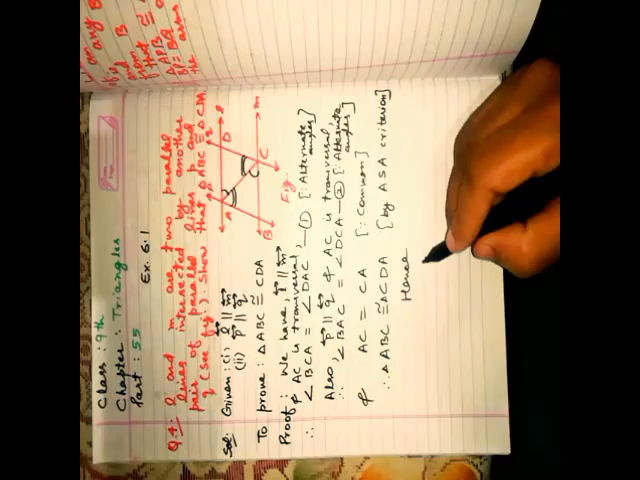 Class : 9th
Chapter : Triangles
Part : 55
Ex. 6.1
Q.4: l and m are two parallel
lines intersected by another
pair of parallel lines p and
q (see fig.). Show that △ABC ≅ △CDA
Sol: Given: (i) l || m
(ii) p || q
To prove : △ABC ≅ CDA
Proof : We have, l || m
& AC is transversal,
∴ ∠BCA = ∠DAC —① [∵ Alternate angles]
Also, p || q & AC is transversal,
∴ ∠BAC = ∠DCA —② [∵ Alternate angles]
& AC = CA [∵ Common]
∴ △ABC ≅ △CDA [by ASA criterion]
Hence
A
B
C
D
l
m
p
q
Fig.